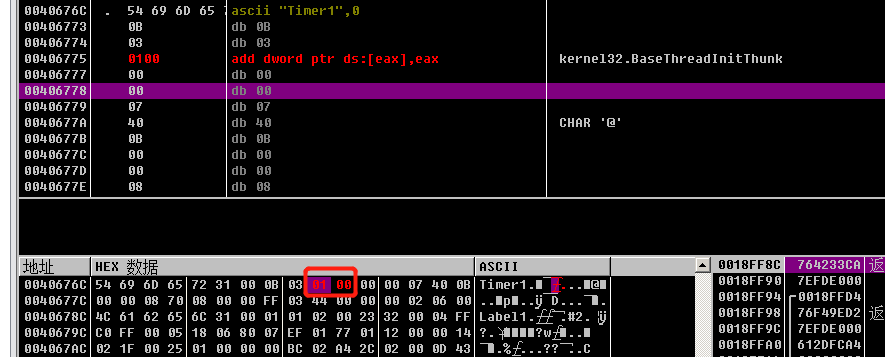 0040676C . 54 69 6D 65 7 ascii "Timer1",0
00406773 0B db 0B
00406774 03 db 03
00406775 0100 add dword ptr ds:[eax],eax kernel32.BaseThreadInitThunk
00406777 00 db 00
00406778 00 db 00
00406779 07 db 07
0040677A 40 db 40 CHAR '@'
0040677B 0B db 0B
0040677C 00 db 00
0040677D 00 db 00
0040677E 08 db 08
地址 HEX 数据 ASCII
0040676C 54 69 6D 65 72 31 00 0B 03 01 00 00 00 07 40 0B Timer1. ...@
0040677C 00 00 08 70 08 00 00 FF 03 44 00 00 00 02 06 00 ..p..ÿ D...
0040678C 4C 61 62 65 6C 31 00 01 01 02 00 23 32 00 04 FF Label1. .#2. ÿ
0040679C C0 FF 00 05 18 06 80 07 EF 01 77 01 12 00 00 14 ?. ?w ..
004067AC 02 1F 00 25 01 00 00 00 BC 02 A4 2C 02 00 0D 43 .% ...??..C
0018FF8C 764233CA 返
0018FF90 7EFDE000
0018FF94 0018FFD4
0018FF98 76F49ED2 返
0018FF9C 7EFDE000
0018FFA0 612DFCA4